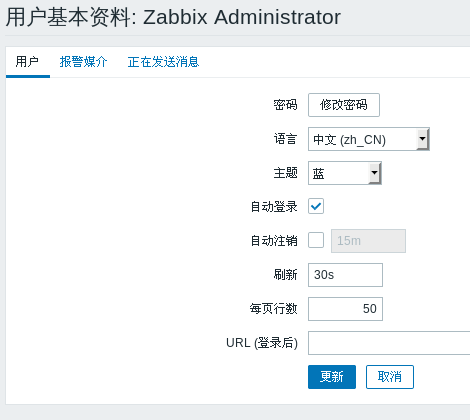 用户基本资料: Zabbix Administrator
用户 报警媒介 正在发送消息
密码 修改密码
语言 中文 (zh_CN)
主题 蓝
自动登录
自动注销 15m
刷新 30s
每页行数 50
URL (登录后)
更新 取消